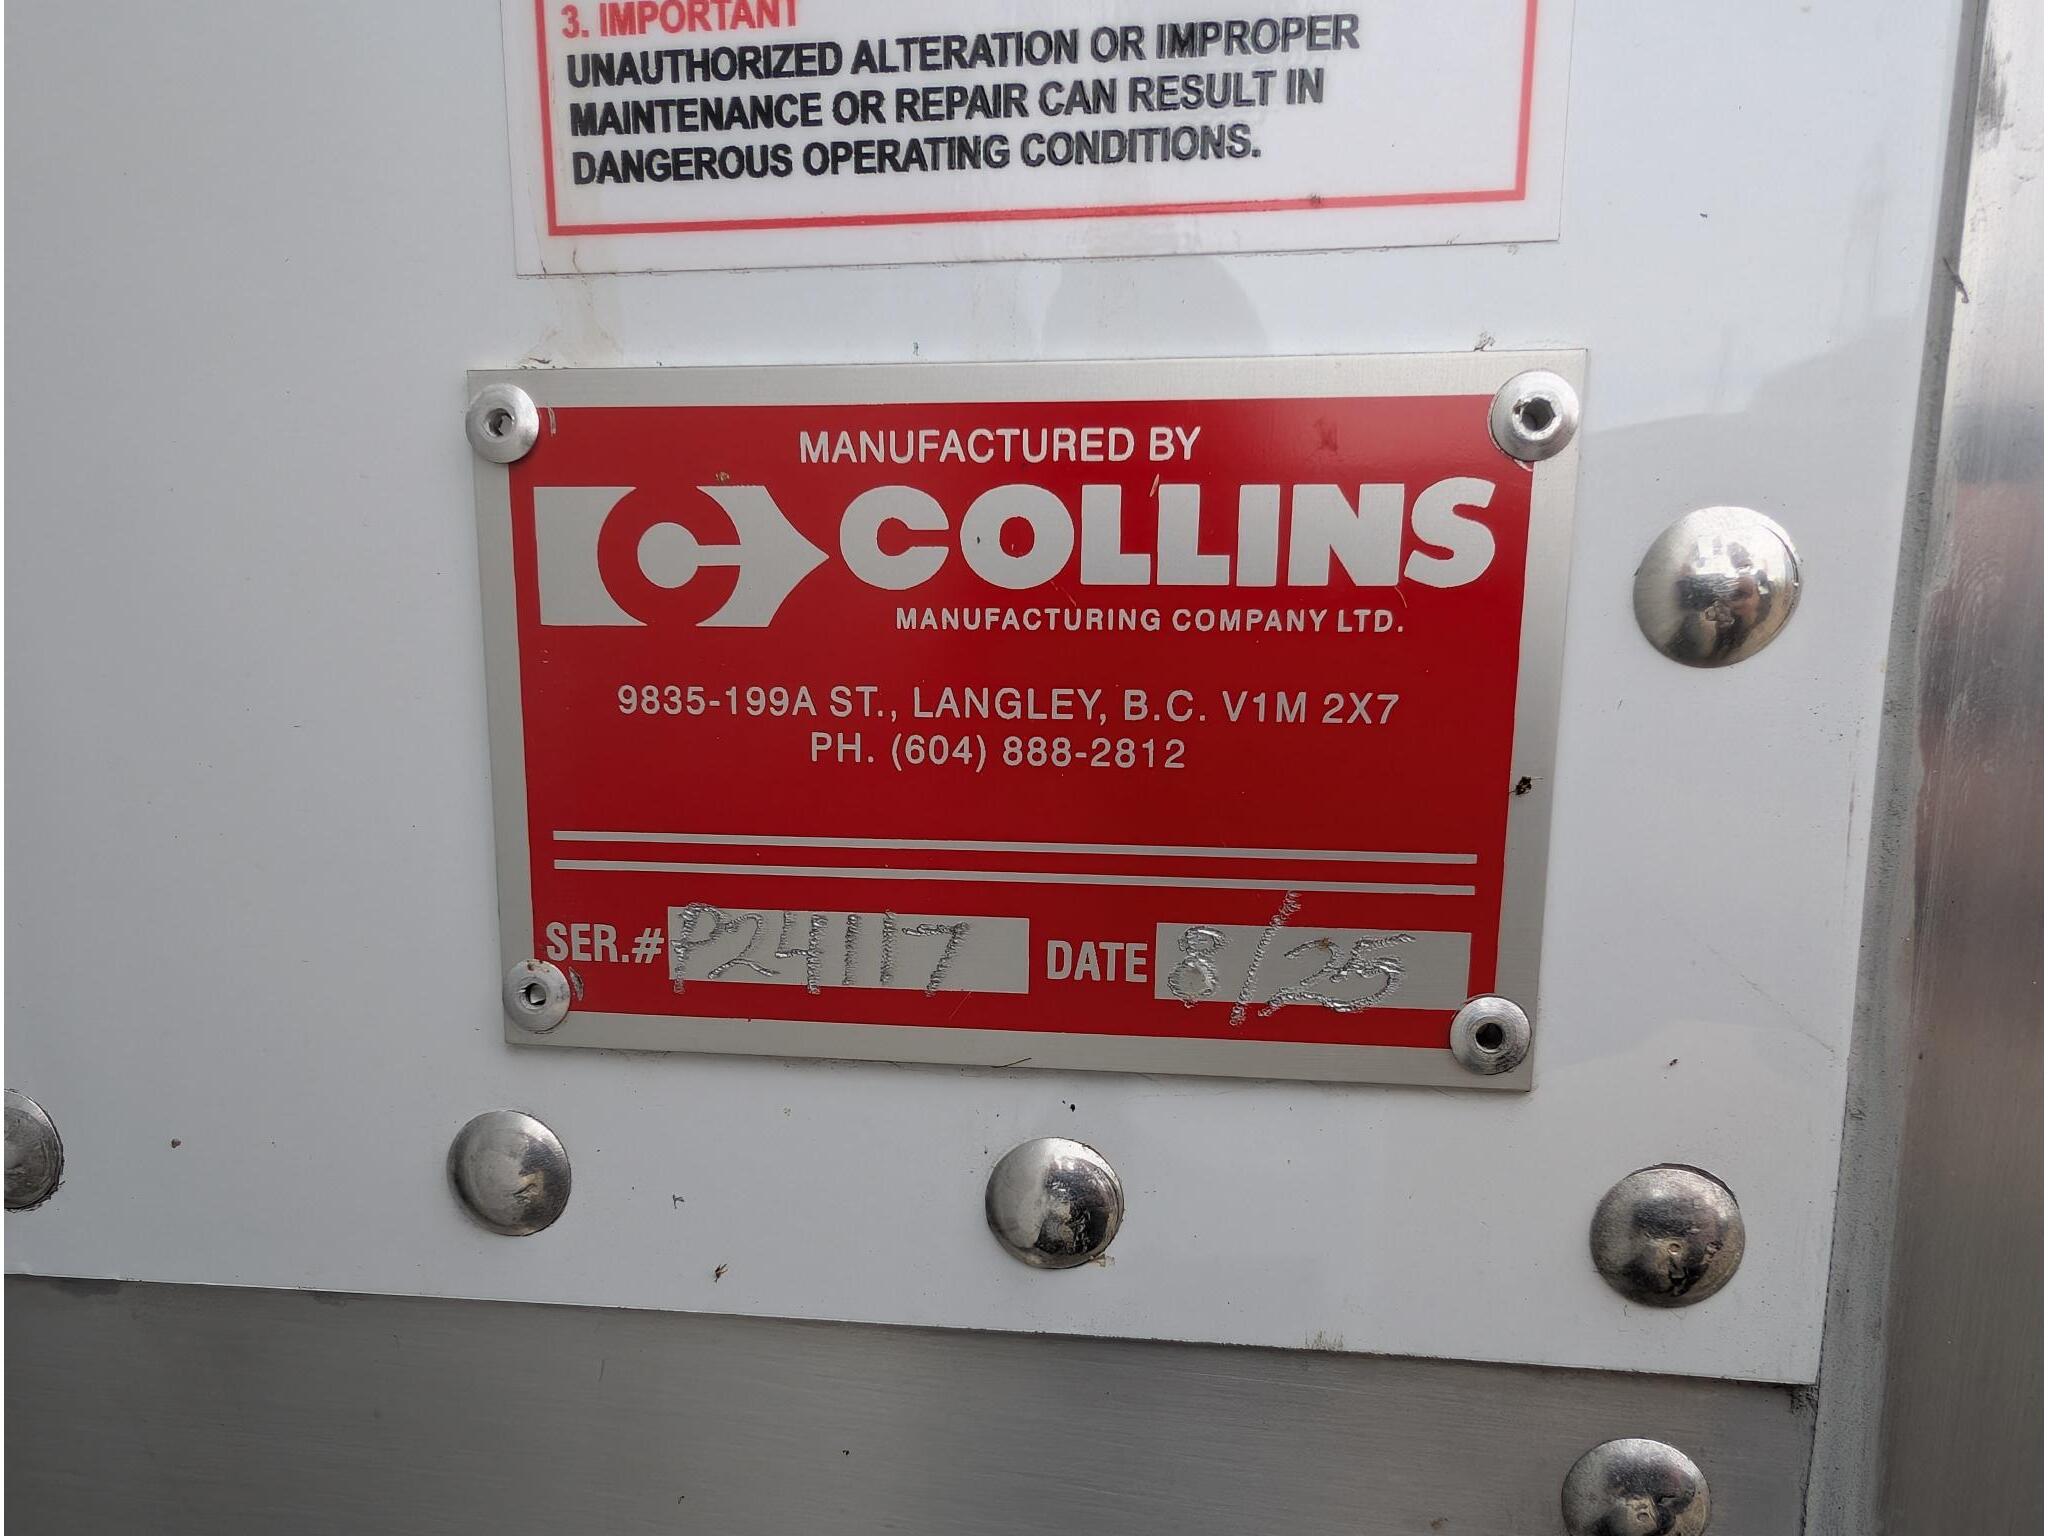 3. IMPORTANT
UNAUTHORIZED ALTERATION OR IMPROPER
MAINTENANCE OR REPAIR CAN RESULT IN
DANGEROUS OPERATING CONDITIONS.
MANUFACTURED BY
C COLLINS
MANUFACTURING COMPANY LTD.
9835-199A ST., LANGLEY, B.C. V1M 2X7
PH. (604) 888-2812
SER.# P24117 DATE 8/25